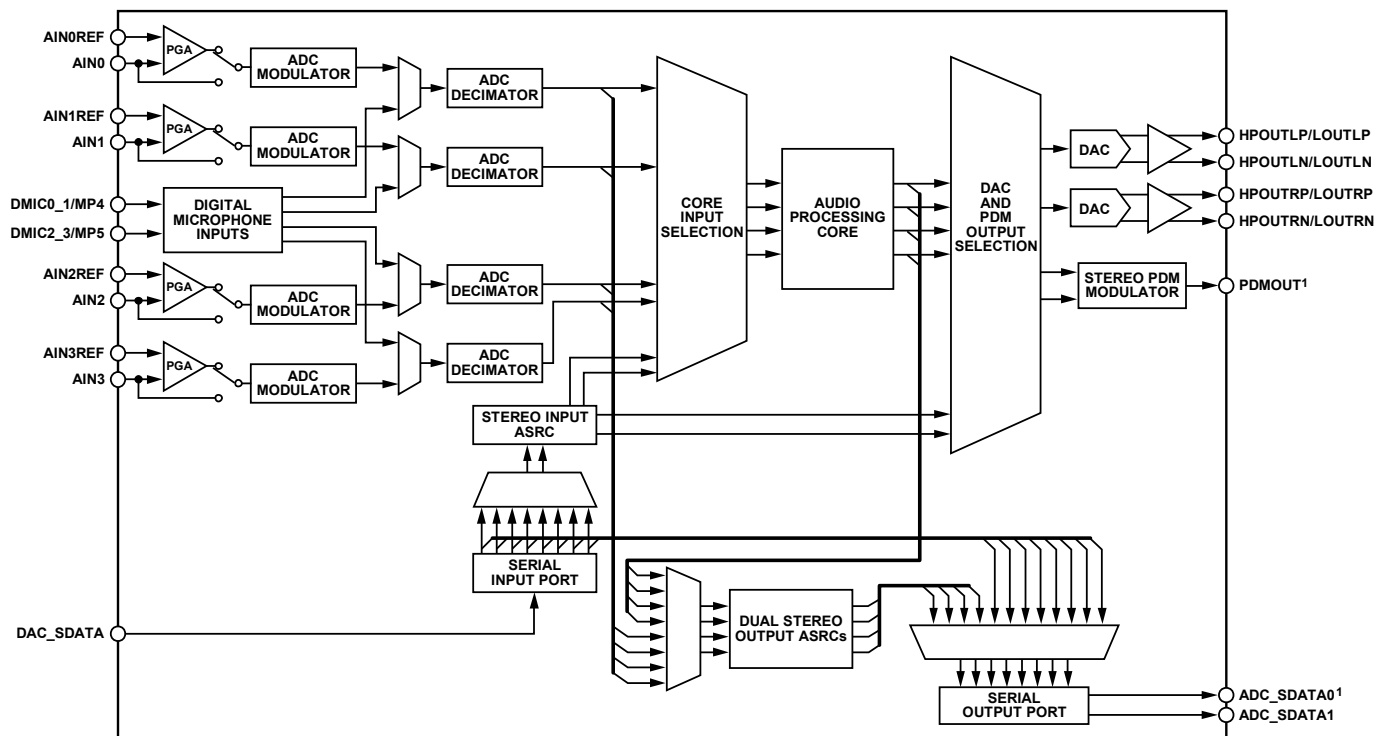 AIN0REF
PGA
AIN0
ADC
MODULATOR
ADC
DECIMATOR
AIN1REF
PGA
AIN1
ADC
MODULATOR
ADC
DECIMATOR
DMIC0_1/MP4
DMIC2_3/MP5
DIGITAL
MICROPHONE
INPUTS
AIN2REF
PGA
AIN2
ADC
MODULATOR
ADC
DECIMATOR
AIN3REF
PGA
AIN3
ADC
MODULATOR
ADC
DECIMATOR
CORE
INPUT
SELECTION
AUDIO
PROCESSING
CORE
DAC
AND
PDM
OUTPUT
SELECTION
DAC
HPOUTLP/LOUTLP
HPOUTLN/LOUTLN
DAC
HPOUTRP/LOUTRP
HPOUTRN/LOUTRN
STEREO PDM
MODULATOR
PDMOUT1
STEREO INPUT
ASRC
SERIAL
INPUT PORT
DAC_SDATA
DUAL STEREO
OUTPUT ASRCs
SERIAL
OUTPUT PORT
ADC_SDATA01
ADC_SDATA1